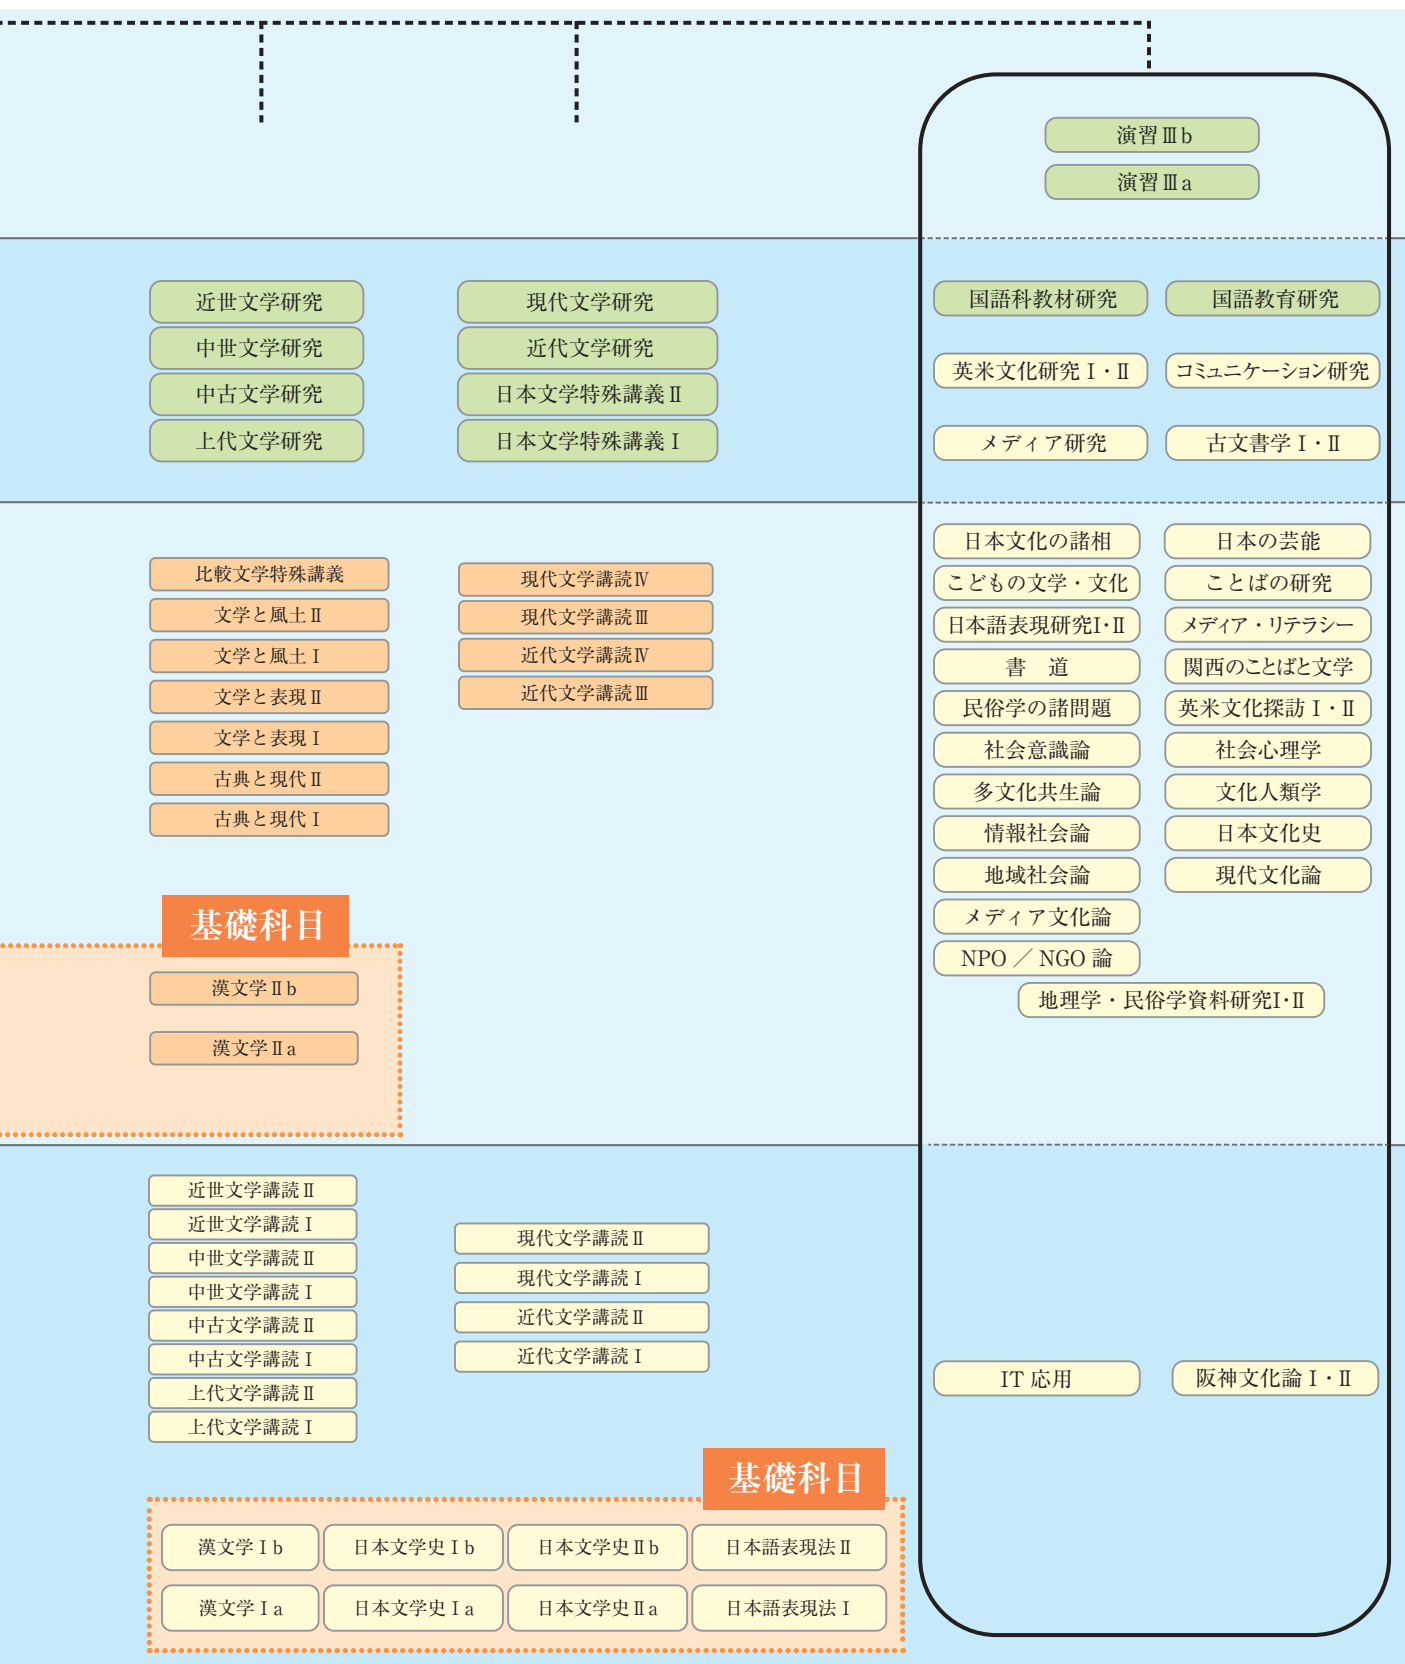 演習Ⅲb
演習Ⅲa
近世文学研究
中世文学研究
中古文学研究
上代文学研究
現代文学研究
近代文学研究
日本文学特殊講義Ⅱ
日本文学特殊講義Ⅰ
国語科教材研究
国語教育研究
英米文化研究Ⅰ・Ⅱ
コミュニケーション研究
メディア研究
古文書学Ⅰ・Ⅱ
比較文学特殊講義
文学と風土Ⅱ
文学と風土Ⅰ
文学と表現Ⅱ
文学と表現Ⅰ
古典と現代Ⅱ
古典と現代Ⅰ
現代文学講読Ⅳ
現代文学講読Ⅲ
近代文学講読Ⅳ
近代文学講読Ⅲ
日本文化の諸相
日本の芸能
こどもの文学・文化
ことばの研究
日本語表現研究Ⅰ・Ⅱ
メディア・リテラシー
書 道
関西のことばと文学
民俗学の諸問題
英米文化探訪Ⅰ・Ⅱ
社会意識論
社会心理学
多文化共生論
文化人類学
情報社会論
日本文化史
地域社会論
現代文化論
メディア文化論
NPO／NGO論
地理学・民俗学資料研究Ⅰ・Ⅱ
基礎科目
漢文学Ⅱb
漢文学Ⅱa
近世文学講読Ⅱ
近世文学講読Ⅰ
中世文学講読Ⅱ
中世文学講読Ⅰ
中古文学講読Ⅱ
中古文学講読Ⅰ
上代文学講読Ⅱ
上代文学講読Ⅰ
現代文学講読Ⅱ
現代文学講読Ⅰ
近代文学講読Ⅱ
近代文学講読Ⅰ
IT応用
阪神文化論Ⅰ・Ⅱ
基礎科目
漢文学Ⅰb
日本文学史Ⅰb
日本文学史Ⅱb
日本語表現法Ⅱ
漢文学Ⅰa
日本文学史Ⅰa
日本文学史Ⅱa
日本語表現法Ⅰ